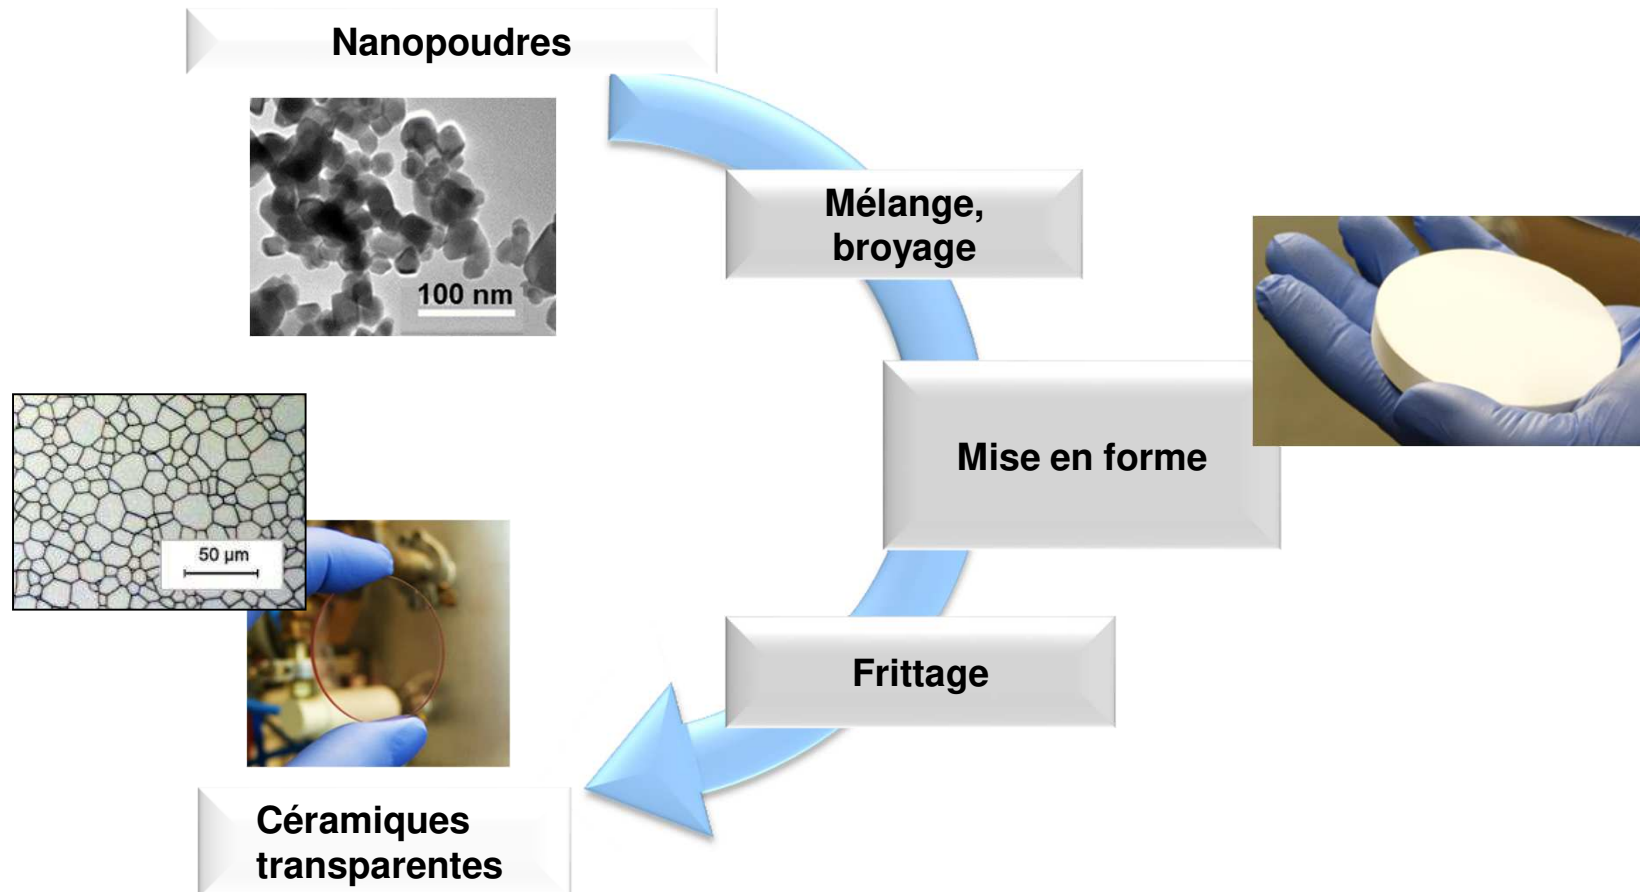 Nanopoudres
100 nm
Mélange,
broyage
Mise en forme
50 µm
Frittage
Céramiques
transparentes